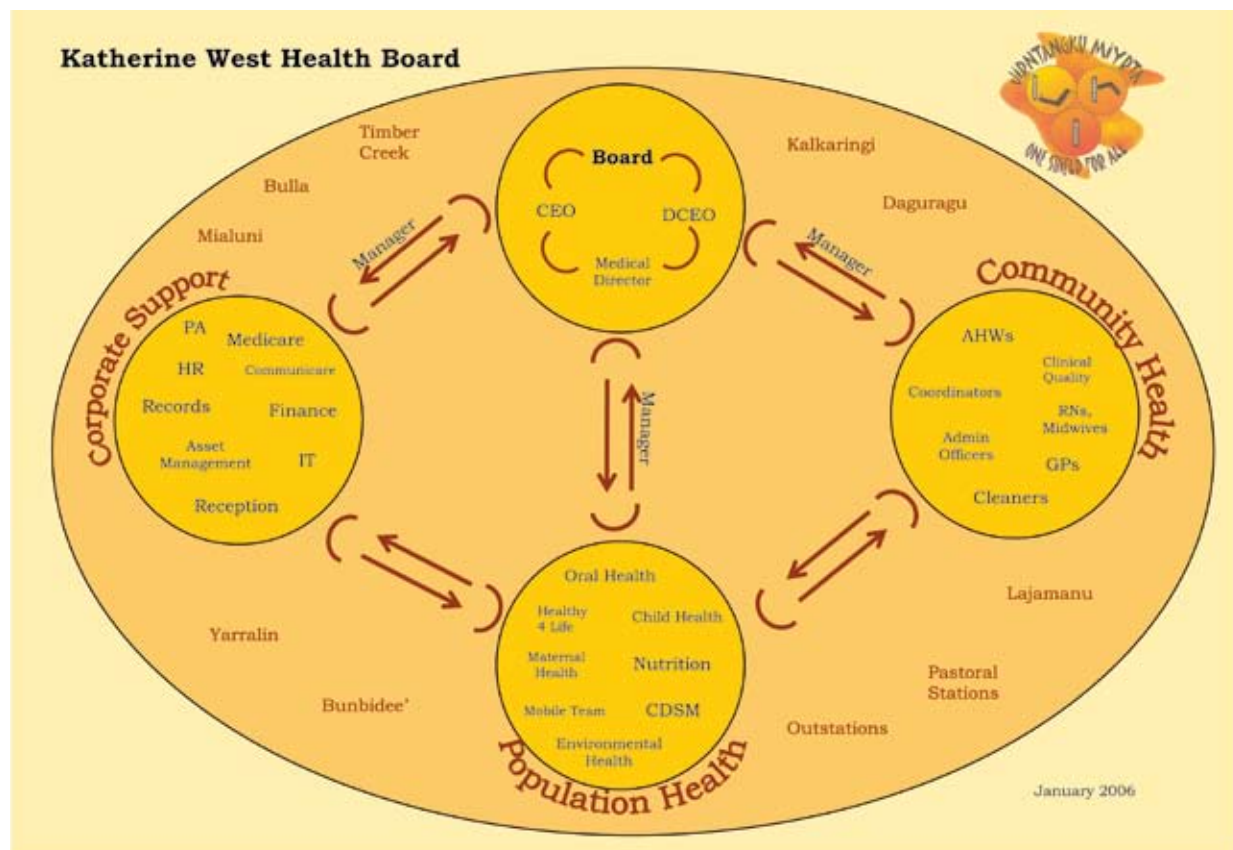 Katherine West Health Board
WIRNTANGKU MIYRTA
ONE SHIELD FOR ALL
Timber
Creek
Bulla
Mialuni
Kalkaringi
Daguragu
Board
CEO
DCEO
Medical
Director
Manager
Manager
Manager
Corporate Support
PA
Medicare
HR
Communicare
Records
Finance
Asset
Management
IT
Reception
Community Health
AHWs
Clinical
Quality
Coordinators
RNs,
Midwives
Admin
Officers
GPs
Cleaners
Oral Health
Healthy
4 Life
Child Health
Maternal
Health
Nutrition
Mobile Team
CDSM
Environmental
Health
Population Health
Yarralin
Bunbidee'
Lajamanu
Pastoral
Stations
Outstations
January 2006